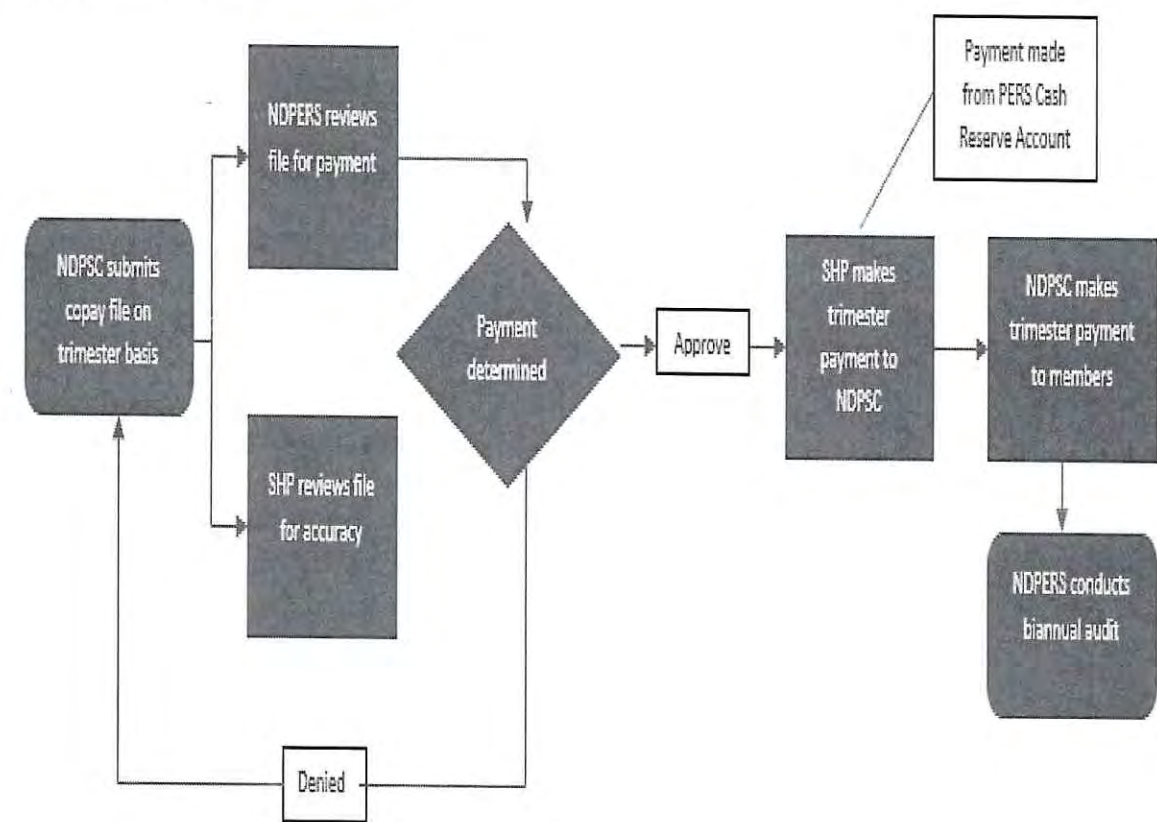 NDPSC submits
copay file on
trimester basis
NDPERS reviews
file for payment
SHP reviews file
for accuracy
Payment
determined
Denied
Approve
Payment made
from PERS Cash
Reserve Account
SHP makes
trimester
payment to
NDPSC
NDPSC makes
trimester payment
to members
NDPERS conducts
biannual audit